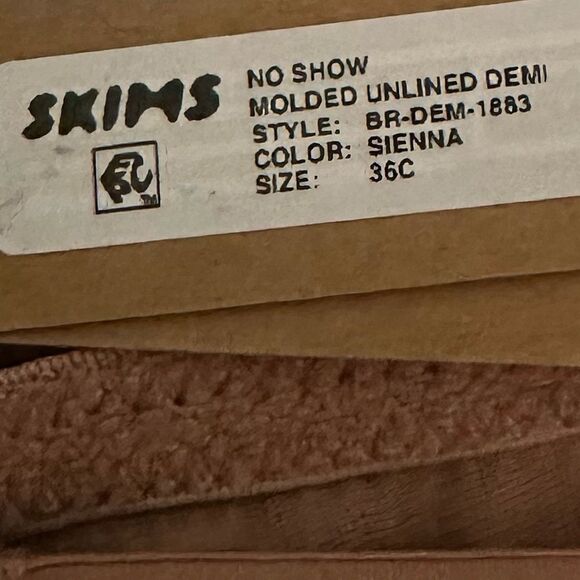 SKIMS
NO SHOW
MOLDED UNLINED DEMI
STYLE: BR-DEM-1883
COLOR: SIENNA
SIZE: 36C